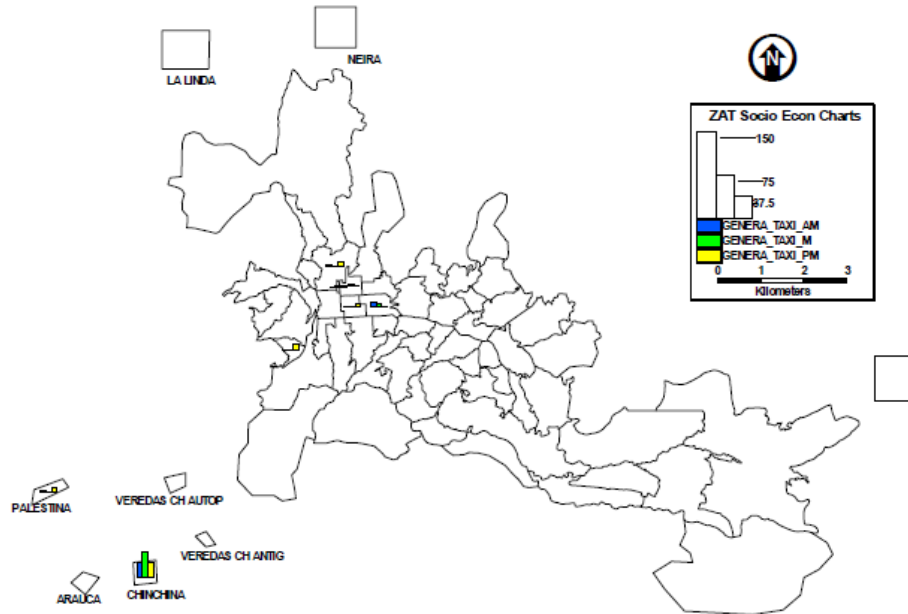 NEIRA
LA LINDA
N
ZAT Socio Econ Charts
150
75
37.5
GENERA_TAXI_AM
GENERA_TAXI_M
GENERA_TAXI_PM
0 1 2 3
Kilometers
PALESTINA
VEREDAS CH AUTOP
VEREDAS CH ANTIG
ARAUCA
CHINCHINA